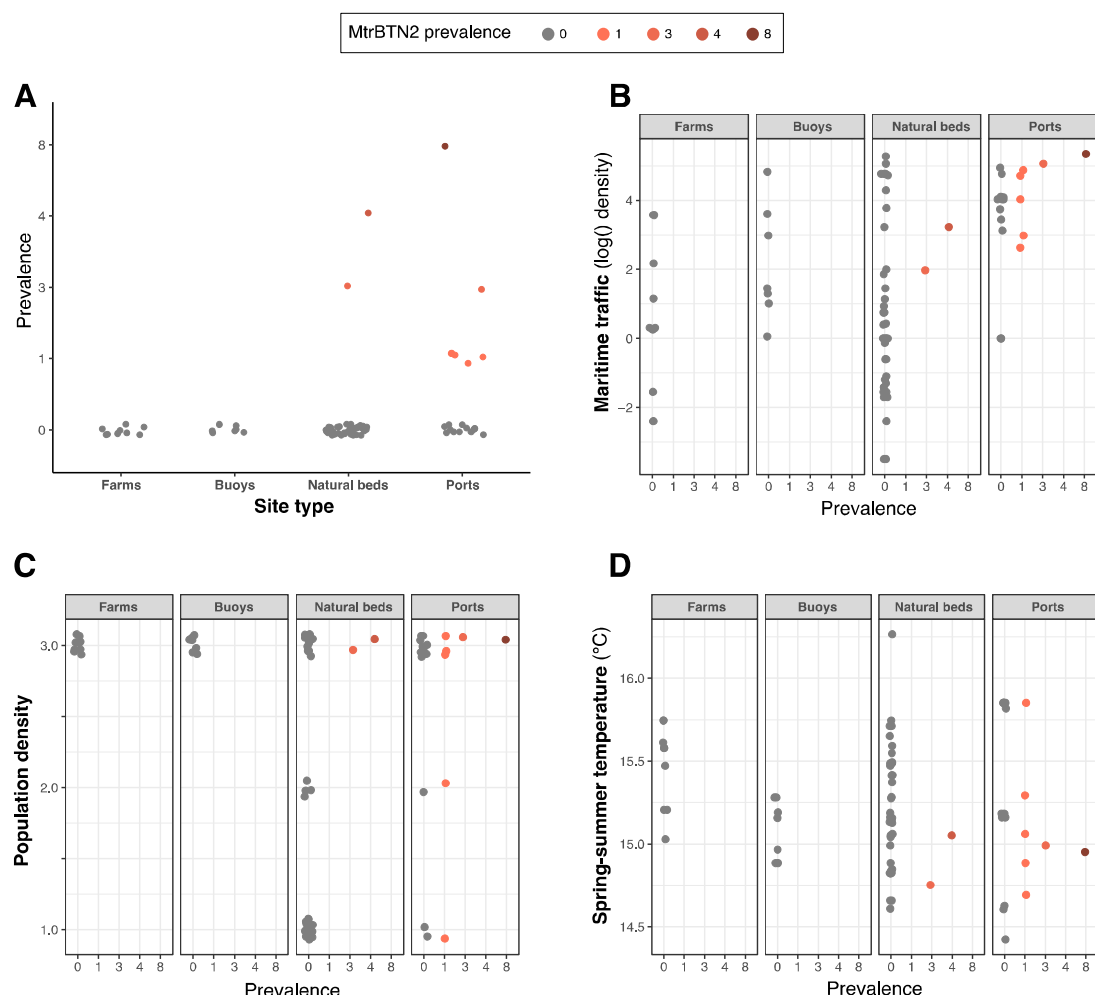 MtrBTN2 prevalence 0 1 3 4 8
A
Prevalence
8
4
3
1
0
Farms Buoys Natural beds Ports
Site type
B
Farms Buoys Natural beds Ports
Maritime traffic (log() density)
4
2
0
−2
0 1 3 4 8 0 1 3 4 8 0 1 3 4 8 0 1 3 4 8
Prevalence
C
Farms Buoys Natural beds Ports
Population density
3.0
2.0
1.0
0 1 3 4 8 0 1 3 4 8 0 1 3 4 8 0 1 3 4 8
Prevalence
D
Farms Buoys Natural beds Ports
Spring-summer temperature (°C)
16.0
15.5
15.0
14.5
0 1 3 4 8 0 1 3 4 8 0 1 3 4 8 0 1 3 4 8
Prevalence